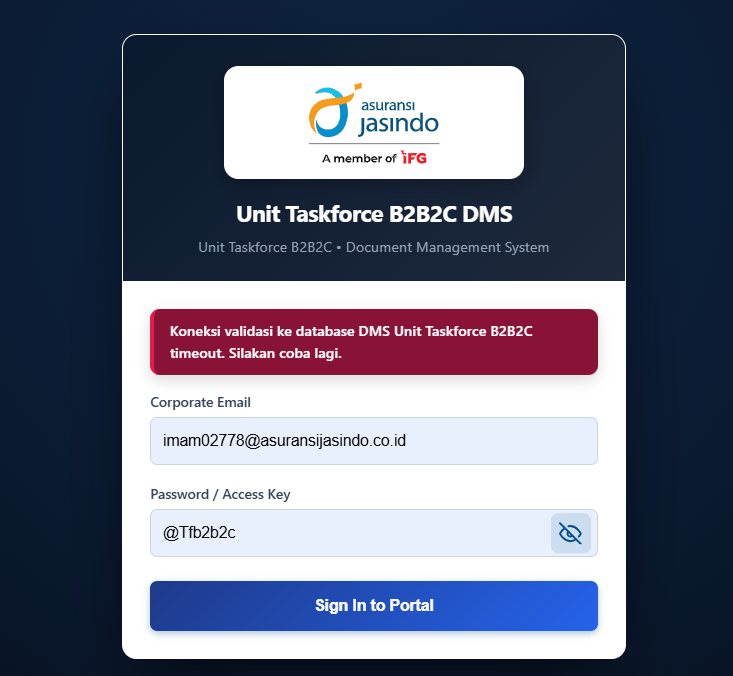 asuransi
jasindo
A member of IFG
Unit Taskforce B2B2C DMS
Unit Taskforce B2B2C • Document Management System
Koneksi validasi ke database DMS Unit Taskforce B2B2C
timeout. Silakan coba lagi.
Corporate Email
imam02778@asuransijasindo.co.id
Password / Access Key
@Tfb2b2c
Sign In to Portal